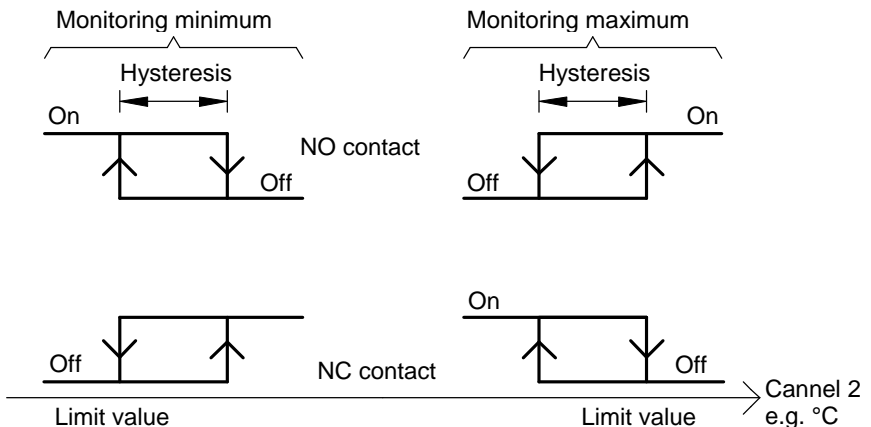 Monitoring minimum
Monitoring maximum
Hysteresis
Hysteresis
On
On
NO contact
Off
Off
On
Off
NC contact
Off
Cannel 2
Limit value
Limit value
e.g. °C